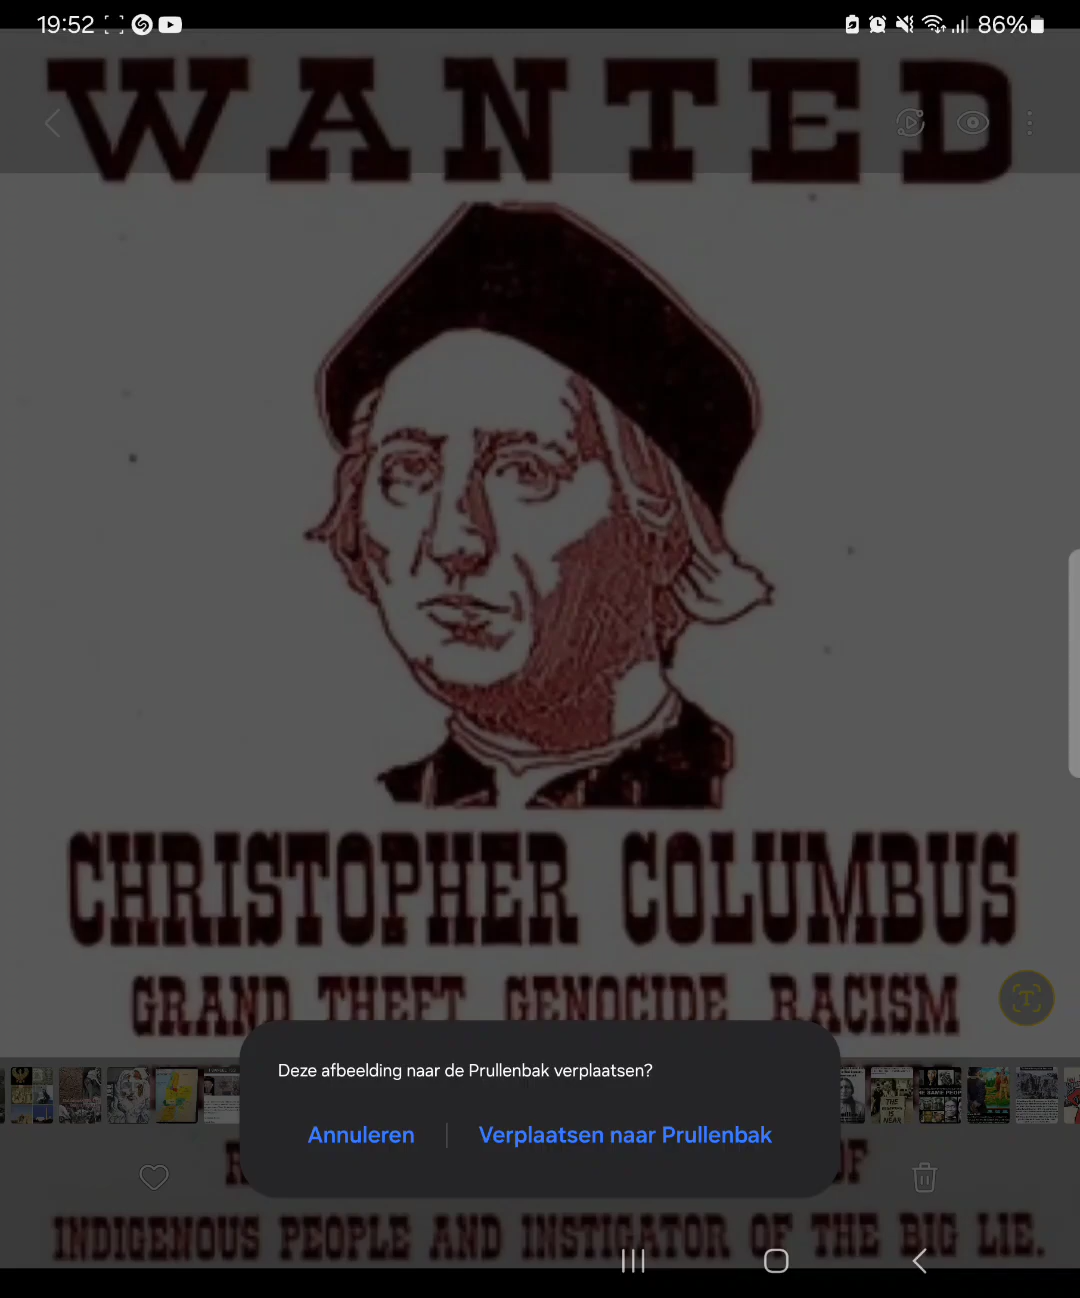 19:52 86%
WANTED
CHRISTOPHER COLUMBUS
GRAND THEFT GENOCIDE RACISM
Deze afbeelding naar de Prullenbak verplaatsen?
Annuleren Verplaatsen naar Prullenbak
OF
INDIGENOUS PEOPLE AND INSTIGATOR OF THE BIG LIE.